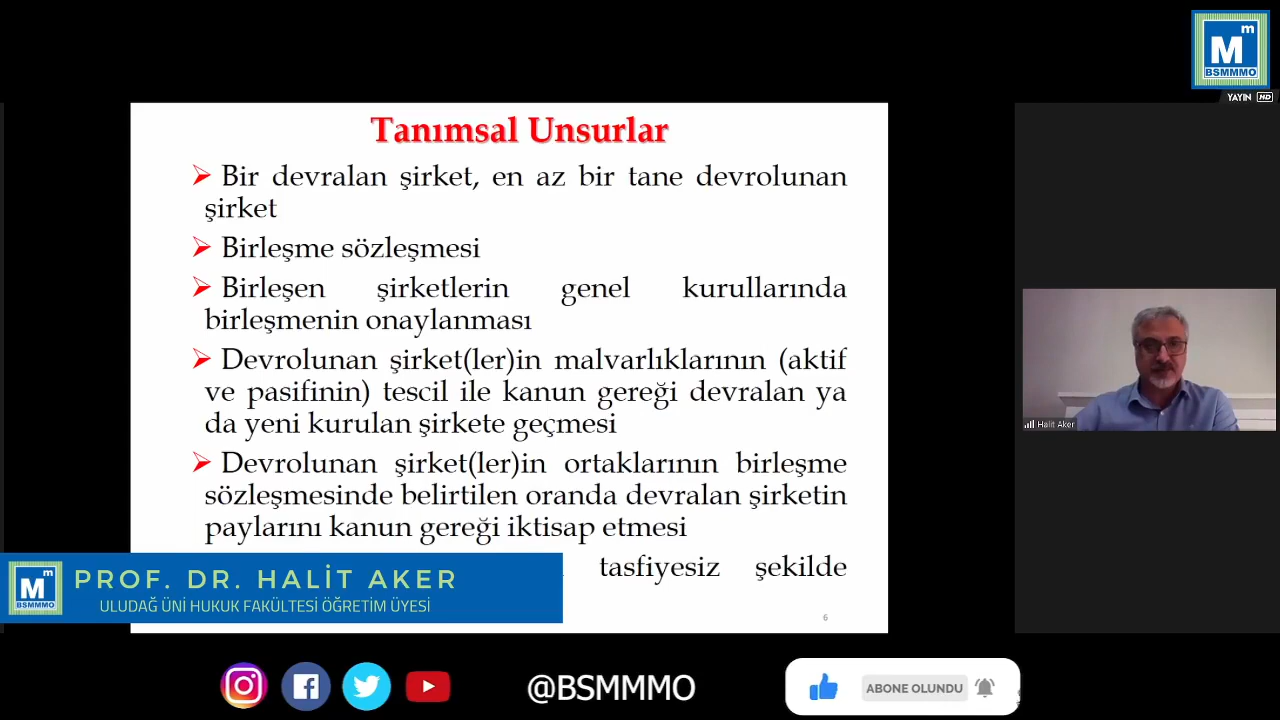 M m
BSMMMO
YAYIN HD
Tanımsal Unsurlar
Bir devralan şirket, en az bir tane devrolunan
şirket
Birleşme sözleşmesi
Birleşen şirketlerin genel kurullarında
birleşmenin onaylanması
Devrolunan şirket(ler)in malvarlıklarının (aktif
ve pasifinin) tescil ile kanun gereği devralan ya
da yeni kurulan şirkete geçmesi
Devrolunan şirket(ler)in ortaklarının birleşme
sözleşmesinde belirtilen oranda devralan şirketin
paylarını kanun gereği iktisap etmesi
tasfiyesiz şekilde
6
Halit Aker
M m
BSMMMO
PROF. DR. HALİT AKER
ULUDAĞ ÜNİ HUKUK FAKÜLTESİ ÖĞRETİM ÜYESİ
@BSMMMO
ABONE OLUNDU